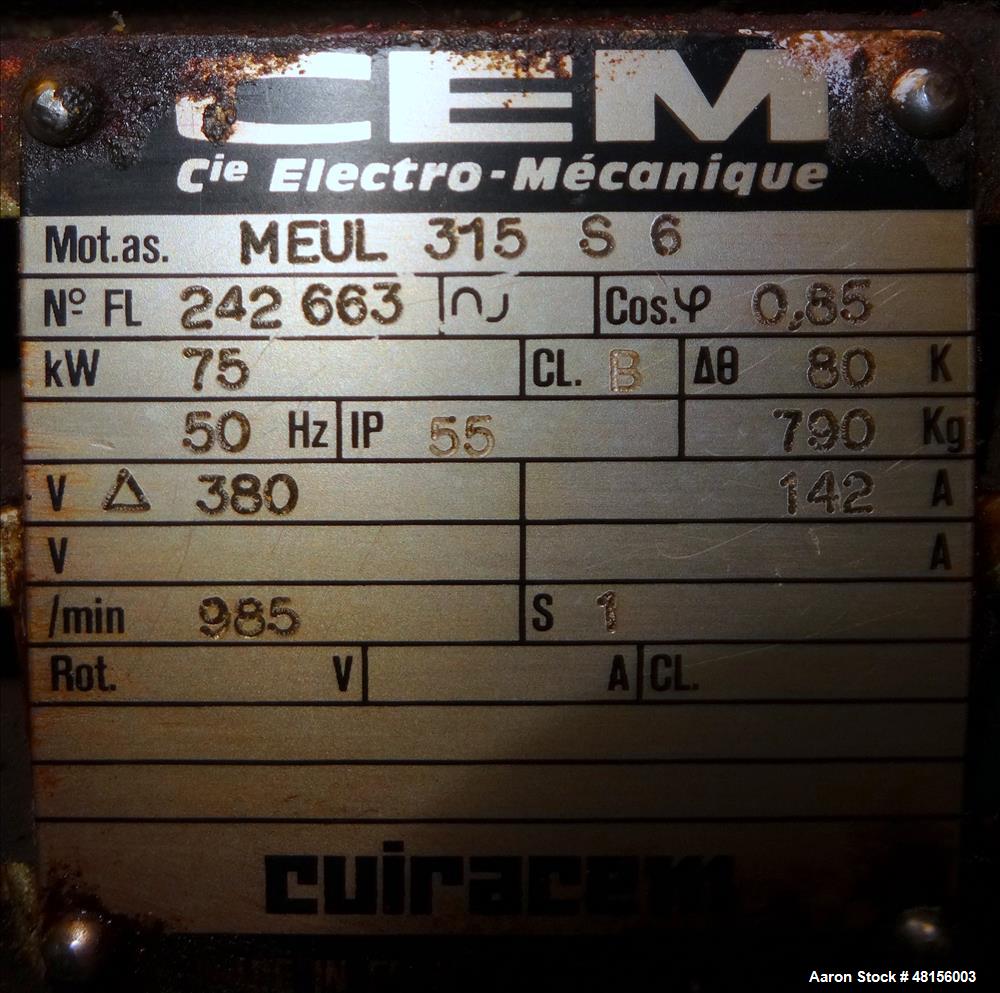 CEM
Cie Electro-Mécanique
Mot.as. MEUL 315 S 6
Nº FL 242 663 Cos.φ 0,85
kW 75 CL. B Δθ 80 K
50 Hz IP 55 790 Kg
V Δ 380 142 A
V A
/min 985 S 1
Rot. V A CL.
cuiracem
Aaron Stock # 48156003